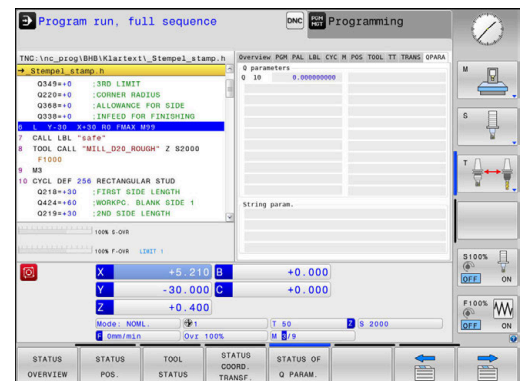 Program run, full sequence
DNC
PGM MGT
Programming
TNC:\nc_prog\BHB\Klartext\_Stempel_stamp.h
→_Stempel_stamp.h
Q349=+0 ;3RD LIMIT
Q220=+0 ;CORNER RADIUS
Q368=+0 ;ALLOWANCE FOR SIDE
Q338=+0 ;INFEED FOR FINISHING
6 L Y-30 X+30 R0 FMAX M99
7 CALL LBL "safe"
8 TOOL CALL "MILL_D20_ROUGH" Z S2000
F1000
9 M3
10 CYCL DEF 256 RECTANGULAR STUD
Q218=+30 ;FIRST SIDE LENGTH
Q424=+60 ;WORKPC. BLANK SIDE 1
Q219=+30 ;2ND SIDE LENGTH
Overview PGM PAL LBL CYC M POS TOOL TT TRANS QPARA
Q parameters
Q 10 0.000000000
String param.
100% S-OVR
100% F-OVR LIMIT 1
X +5.210 B +0.000
Y -30.000 C +0.000
Z +0.400
Mode: NOML. 1 T 50 Z S 2000
F 0mm/min Ovr 100% M 5/9
M
S
T
S100%
OFF ON
F100%
OFF ON
STATUS OVERVIEW
STATUS POS.
TOOL STATUS
STATUS COORD. TRANSF.
STATUS OF Q PARAM.